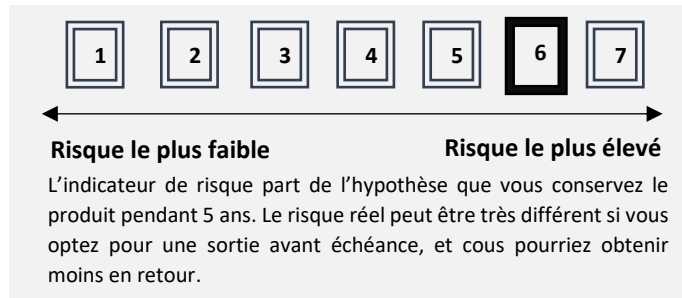 1 2 3 4 5 6 7
Risque le plus faible Risque le plus élevé
L'indicateur de risque part de l'hypothèse que vous conservez le
produit pendant 5 ans. Le risque réel peut être très différent si vous
optez pour une sortie avant échéance, et cous pourriez obtenir
moins en retour.